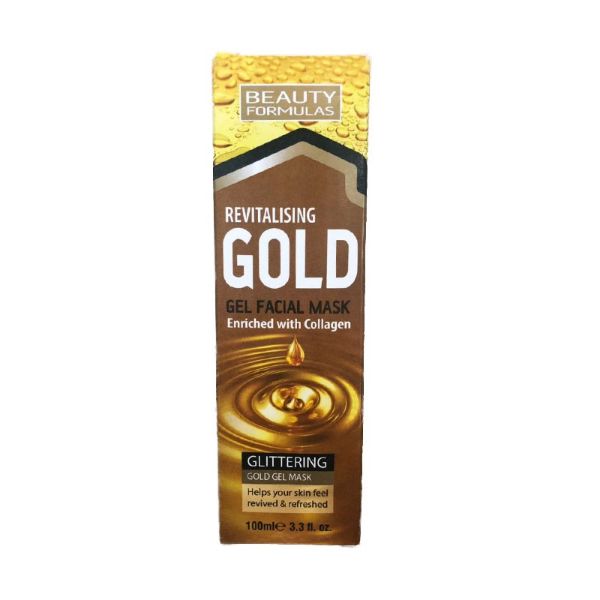 BEAUTY
FORMULAS
REVITALISING
GOLD
GEL FACIAL MASK
Enriched with Collagen
GLITTERING
GOLD GEL MASK
Helps your skin feel
revived & refreshed
100ml℮ 3.3 fl. oz.